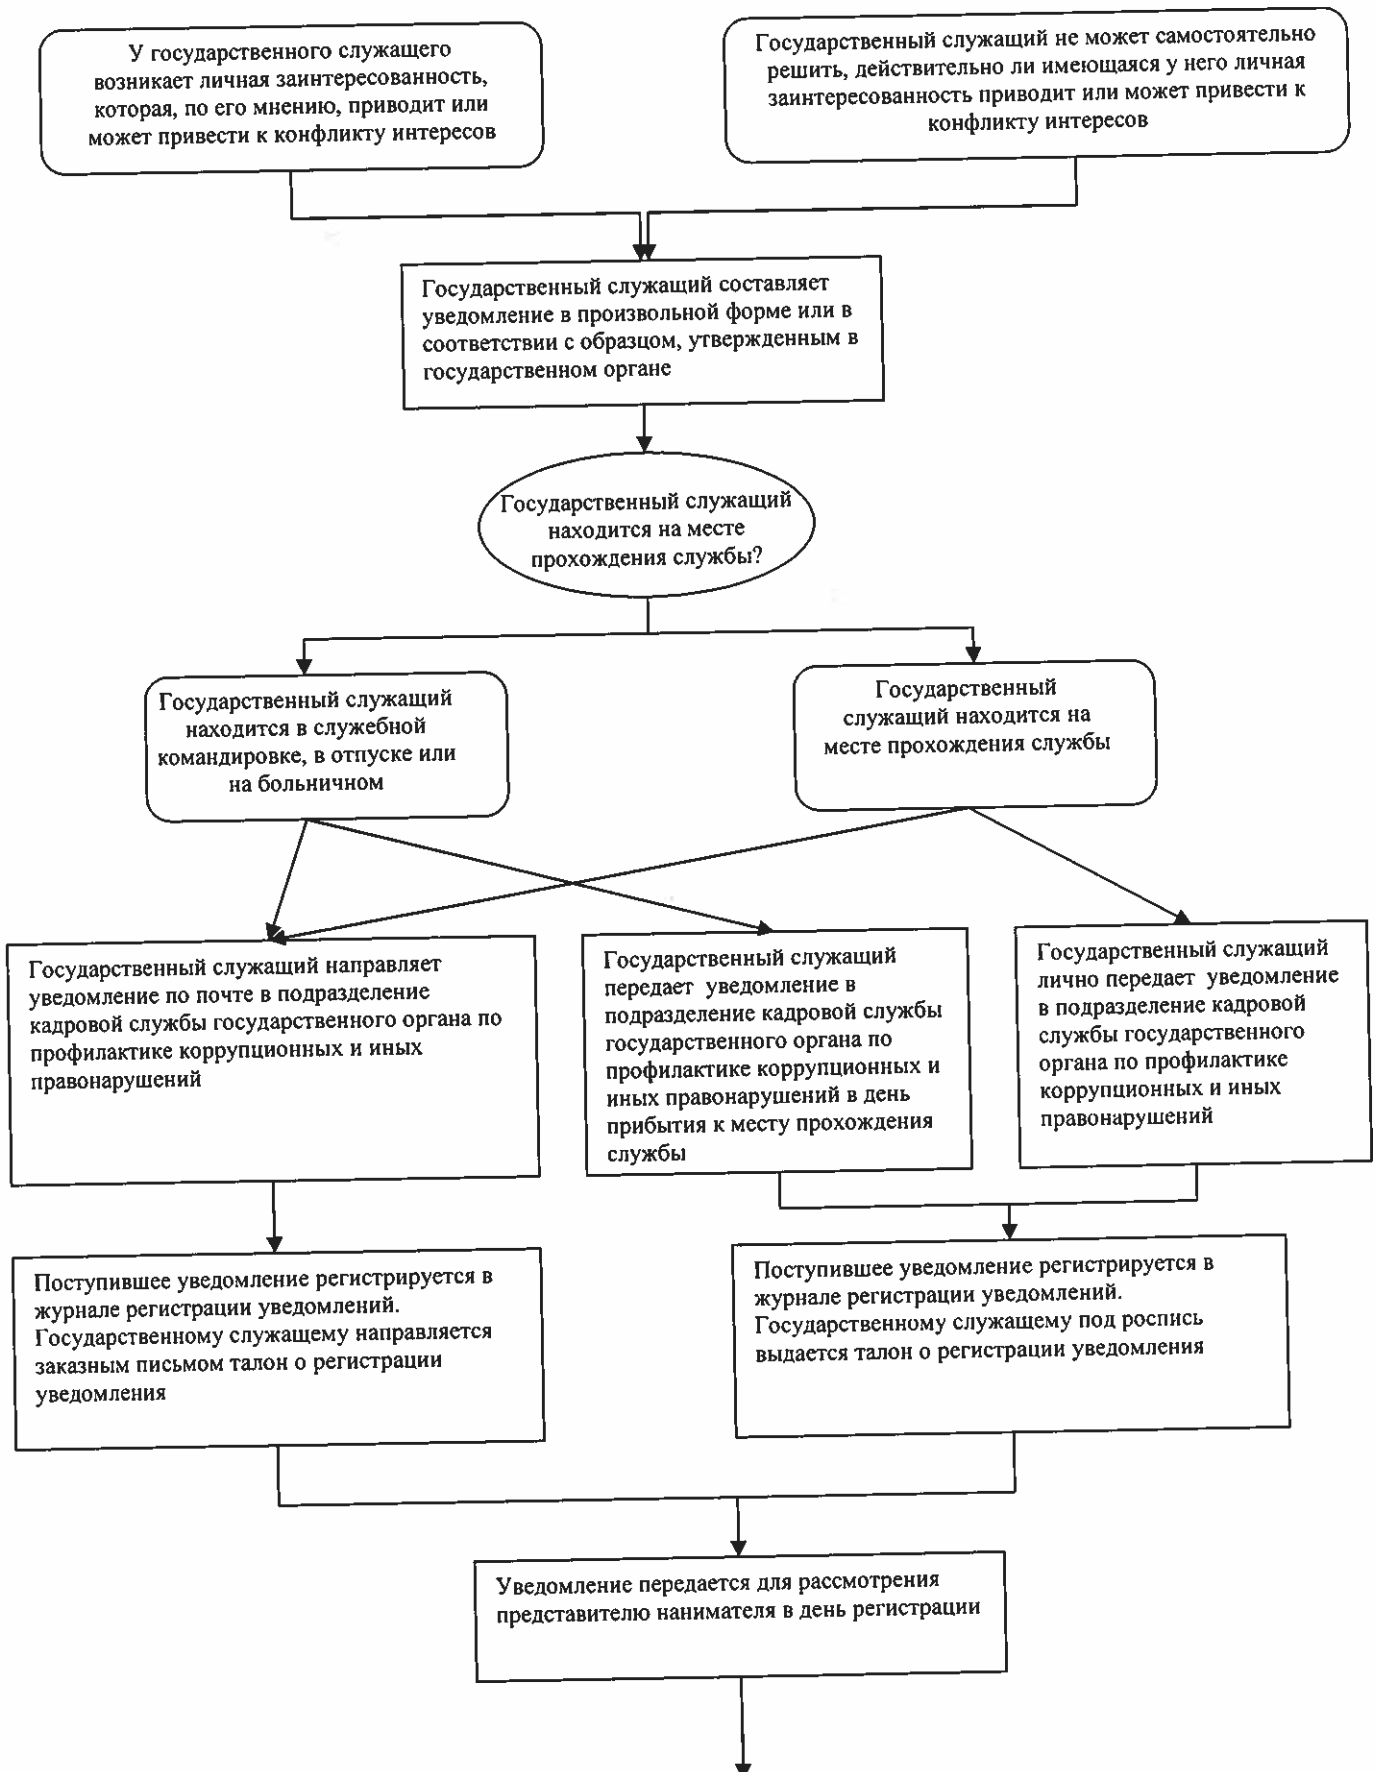 У государственного служащего
возникает личная заинтересованность,
которая, по его мнению, приводит или
может привести к конфликту интересов
Государственный служащий не может самостоятельно
решить, действительно ли имеющаяся у него личная
заинтересованность приводит или может привести к
конфликту интересов
Государственный служащий составляет
уведомление в произвольной форме или в
соответствии с образцом, утвержденным в
государственном органе
Государственный служащий
находится на месте
прохождения службы?
Государственный служащий
находится в служебной
командировке, в отпуске или
на больничном
Государственный
служащий находится на
месте прохождения службы
Государственный служащий направляет
уведомление по почте в подразделение
кадровой службы государственного органа по
профилактике коррупционных и иных
правонарушений
Государственный служащий
передает уведомление в
подразделение кадровой службы
государственного органа по
профилактике коррупционных и
иных правонарушений в день
прибытия к месту прохождения
службы
Государственный служащий
лично передает уведомление
в подразделение кадровой
службы государственного
органа по профилактике
коррупционных и иных
правонарушений
Поступившее уведомление регистрируется в
журнале регистрации уведомлений.
Государственному служащему направляется
заказным письмом талон о регистрации
уведомления
Поступившее уведомление регистрируется в
журнале регистрации уведомлений.
Государственному служащему под роспись
выдается талон о регистрации уведомления
Уведомление передается для рассмотрения
представителю нанимателя в день регистрации